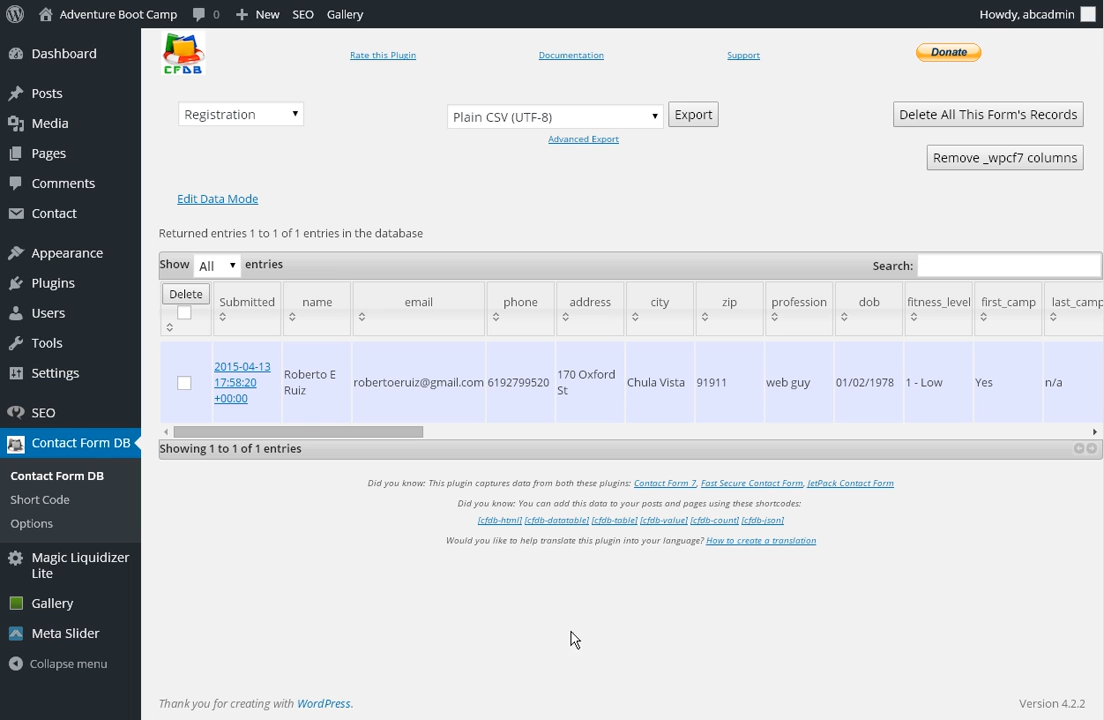 Adventure Boot Camp
0
New
SEO
Gallery
Howdy, abcadmin
Dashboard
Posts
Media
Pages
Comments
Contact
Appearance
Plugins
Users
Tools
Settings
SEO
Contact Form DB
Contact Form DB
Short Code
Options
Magic Liquidizer
Lite
Gallery
Meta Slider
Collapse menu
CFDB
Rate this Plugin
Documentation
Support
Donate
Registration
Plain CSV (UTF-8)
Export
Advanced Export
Delete All This Form's Records
Remove _wpcf7 columns
Edit Data Mode
Returned entries 1 to 1 of 1 entries in the database
Show All entries
Search:
Delete
Submitted
name
email
phone
address
city
zip
profession
dob
fitness_level
first_camp
last_camp
2015-04-13
17:58:20
+00:00
Roberto E
Ruiz
robertoeruiz@gmail.com
6192799520
170 Oxford
St
Chula Vista
91911
web guy
01/02/1978
1 - Low
Yes
n/a
Showing 1 to 1 of 1 entries
Did you know: This plugin captures data from both these plugins: Contact Form 7, Fast Secure Contact Form, JetPack Contact Form
Did you know: You can add this data to your posts and pages using these shortcodes:
[cfdb-html] [cfdb-datatable] [cfdb-table] [cfdb-value] [cfdb-count] [cfdb-json]
Would you like to help translate this plugin into your language? How to create a translation
Thank you for creating with WordPress.
Version 4.2.2